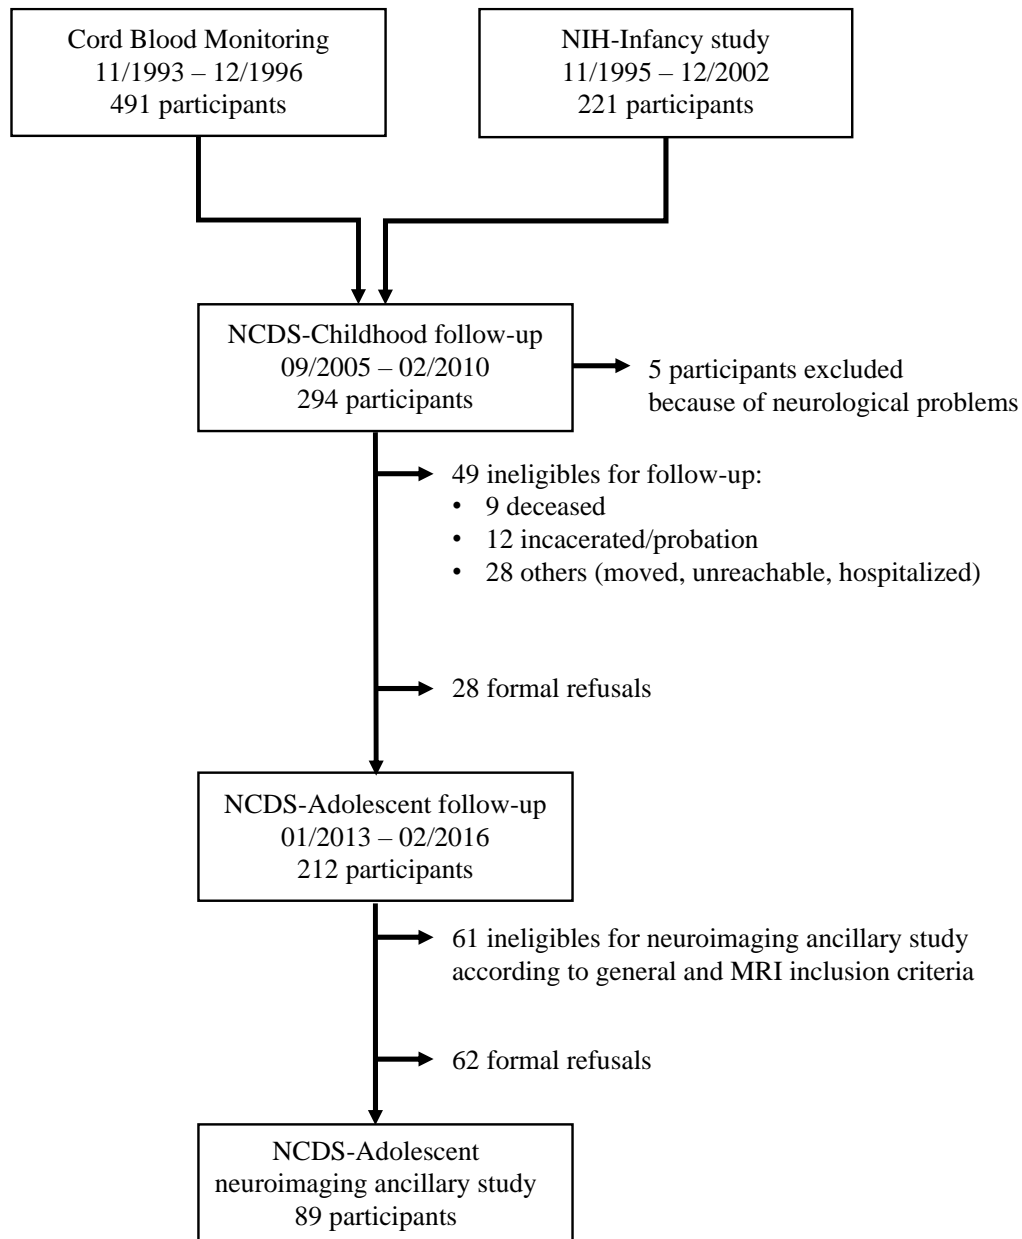 Cord Blood Monitoring
11/1993 – 12/1996
491 participants
NIH-Infancy study
11/1995 – 12/2002
221 participants
NCDS-Childhood follow-up
09/2005 – 02/2010
294 participants
5 participants excluded
because of neurological problems
49 ineligibles for follow-up:
• 9 deceased
• 12 incacerated/probation
• 28 others (moved, unreachable, hospitalized)
28 formal refusals
NCDS-Adolescent follow-up
01/2013 – 02/2016
212 participants
61 ineligibles for neuroimaging ancillary study
according to general and MRI inclusion criteria
62 formal refusals
NCDS-Adolescent
neuroimaging ancillary study
89 participants